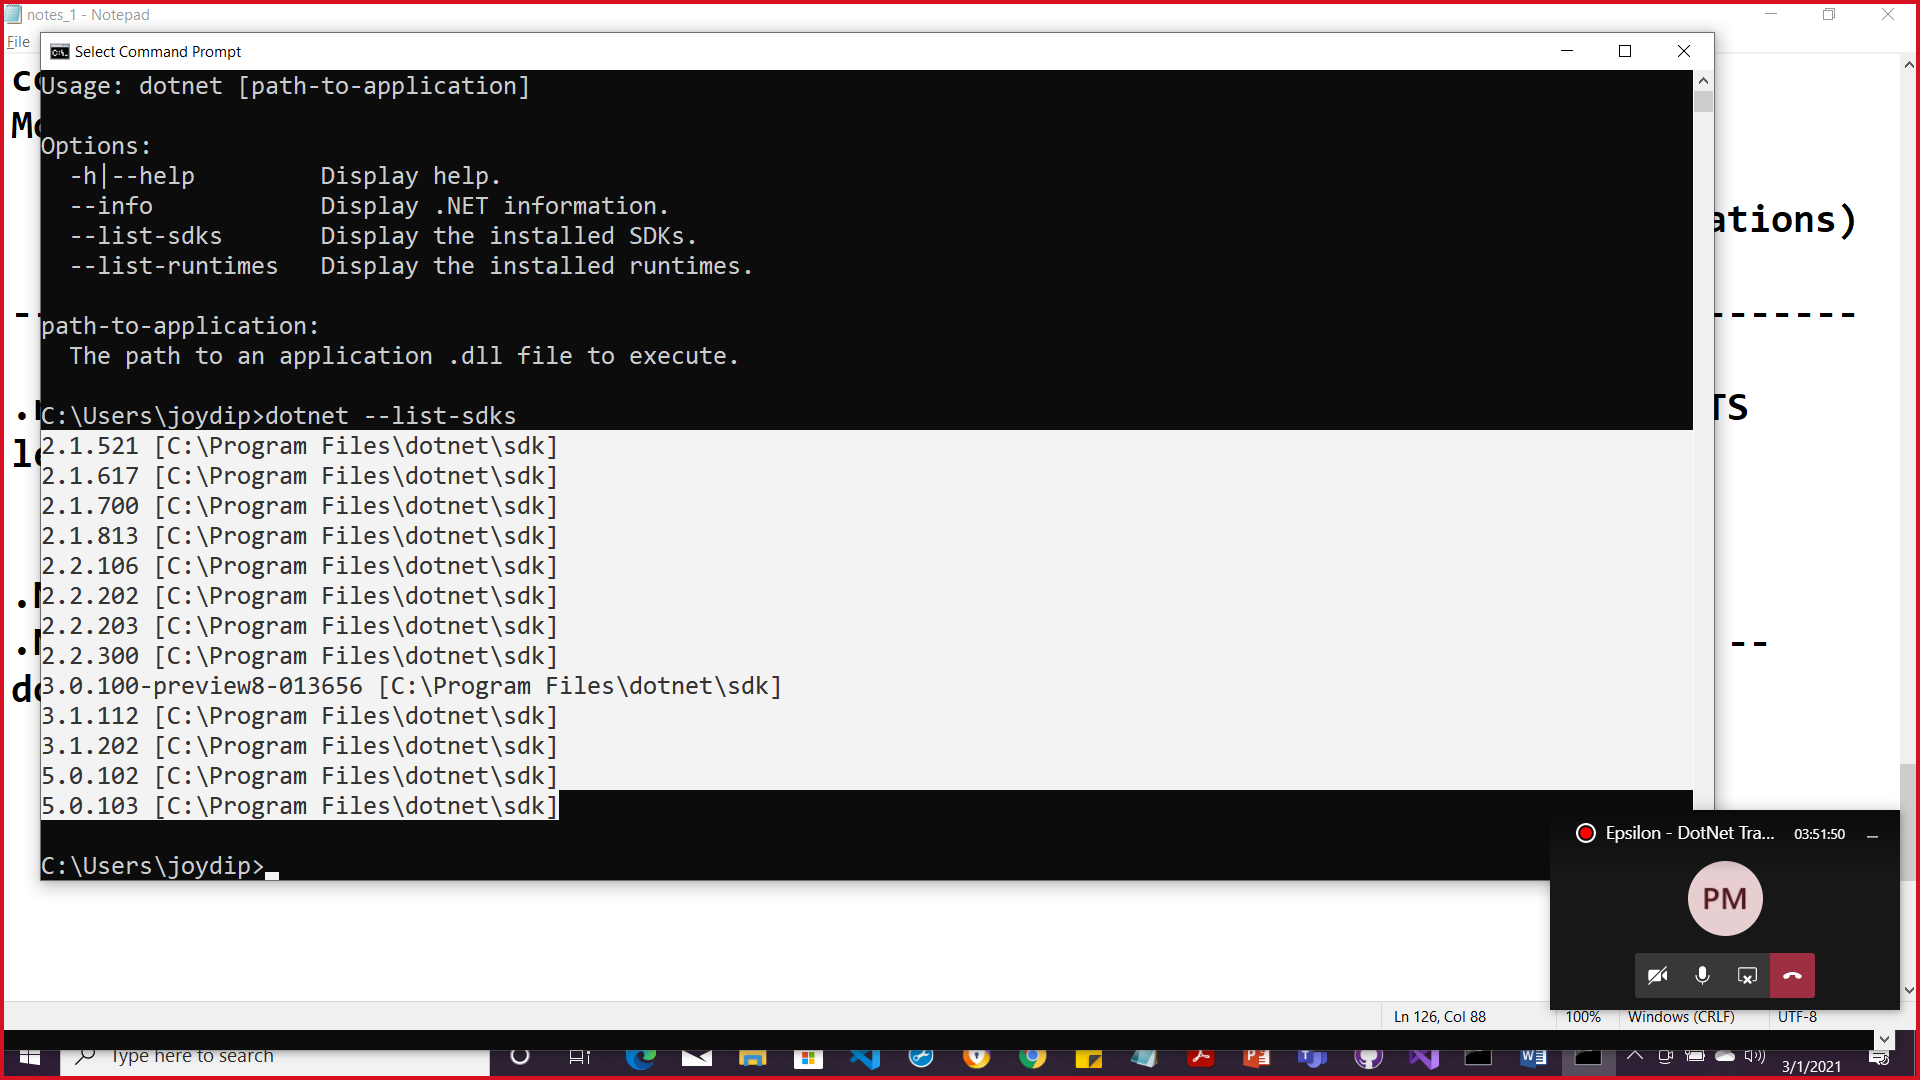 notes_1 - Notepad
File
Select Command Prompt
Usage: dotnet [path-to-application]
Options:
-h|--help Display help.
--info Display .NET information.
--list-sdks Display the installed SDKs.
--list-runtimes Display the installed runtimes.
ations)
path-to-application:
The path to an application .dll file to execute.
TS
C:\Users\joydip>dotnet --list-sdks
2.1.521 [C:\Program Files\dotnet\sdk]
2.1.617 [C:\Program Files\dotnet\sdk]
2.1.700 [C:\Program Files\dotnet\sdk]
2.1.813 [C:\Program Files\dotnet\sdk]
2.2.106 [C:\Program Files\dotnet\sdk]
2.2.202 [C:\Program Files\dotnet\sdk]
2.2.203 [C:\Program Files\dotnet\sdk]
2.2.300 [C:\Program Files\dotnet\sdk]
--
3.0.100-preview8-013656 [C:\Program Files\dotnet\sdk]
3.1.112 [C:\Program Files\dotnet\sdk]
3.1.202 [C:\Program Files\dotnet\sdk]
5.0.102 [C:\Program Files\dotnet\sdk]
5.0.103 [C:\Program Files\dotnet\sdk]
C:\Users\joydip>
Epsilon - DotNet Tra... 03:51:50
PM
Ln 126, Col 88 100% Windows (CRLF) UTF-8
Type here to search
3/1/2021